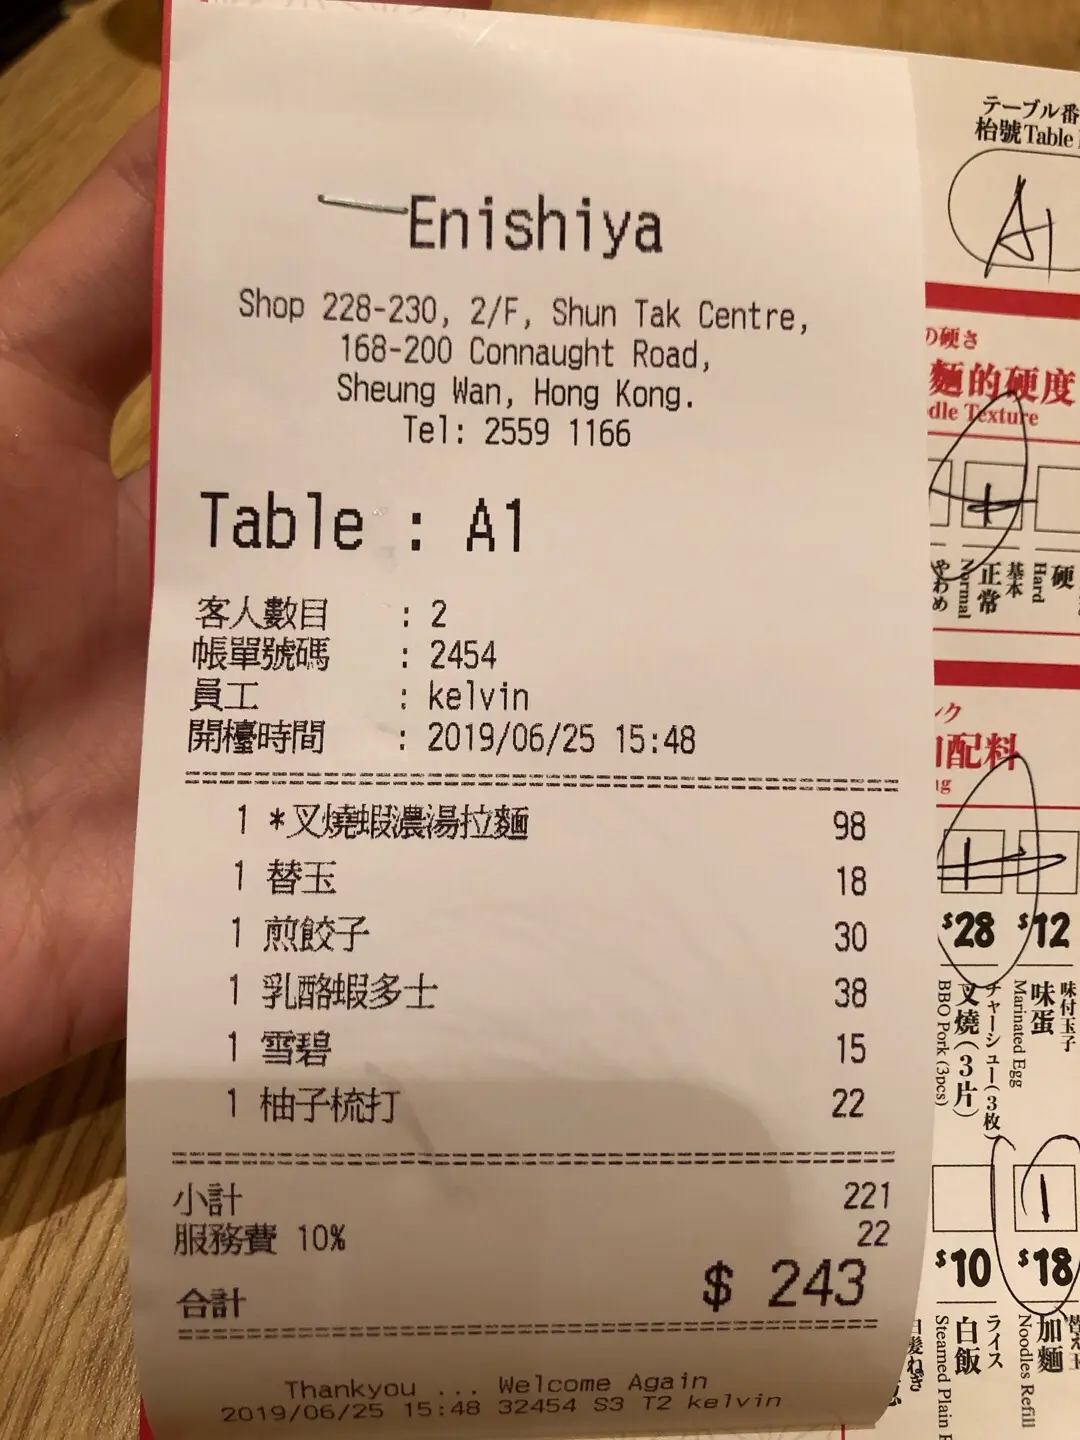 Enishiya
Shop 228-230, 2/F, Shun Tak Centre,
168-200 Connaught Road,
Sheung Wan, Hong Kong.
Tel: 2559 1166
Table : A1
客人數目 : 2
帳單號碼 : 2454
員工 : kelvin
開檯時間 : 2019/06/25 15:48
1 *叉燒蝦濃湯拉麵 98
1 替玉 18
1 煎餃子 30
1 乳酪蝦多士 38
1 雪碧 15
1 柚子梳打 22
小計 221
服務費 10% 22
合計 $ 243
Thankyou ... Welcome Again
2019/06/25 15:48 32454 S3 T2 kelvin
テーブル番
枱號Table
A1
の硬さ
麵的硬度
dle Texture
やわめ
基本
正常
Normal
硬
Hard
ンク
配料
$28 $12
チャーシュー(3枚)
叉燒(3片)
BBO Pork (3pcs)
味付玉子
味蛋
Marinated Egg
1
$10 $18
ライス
白飯
Steamed Plain
替え玉
加麵
Noodles Refill